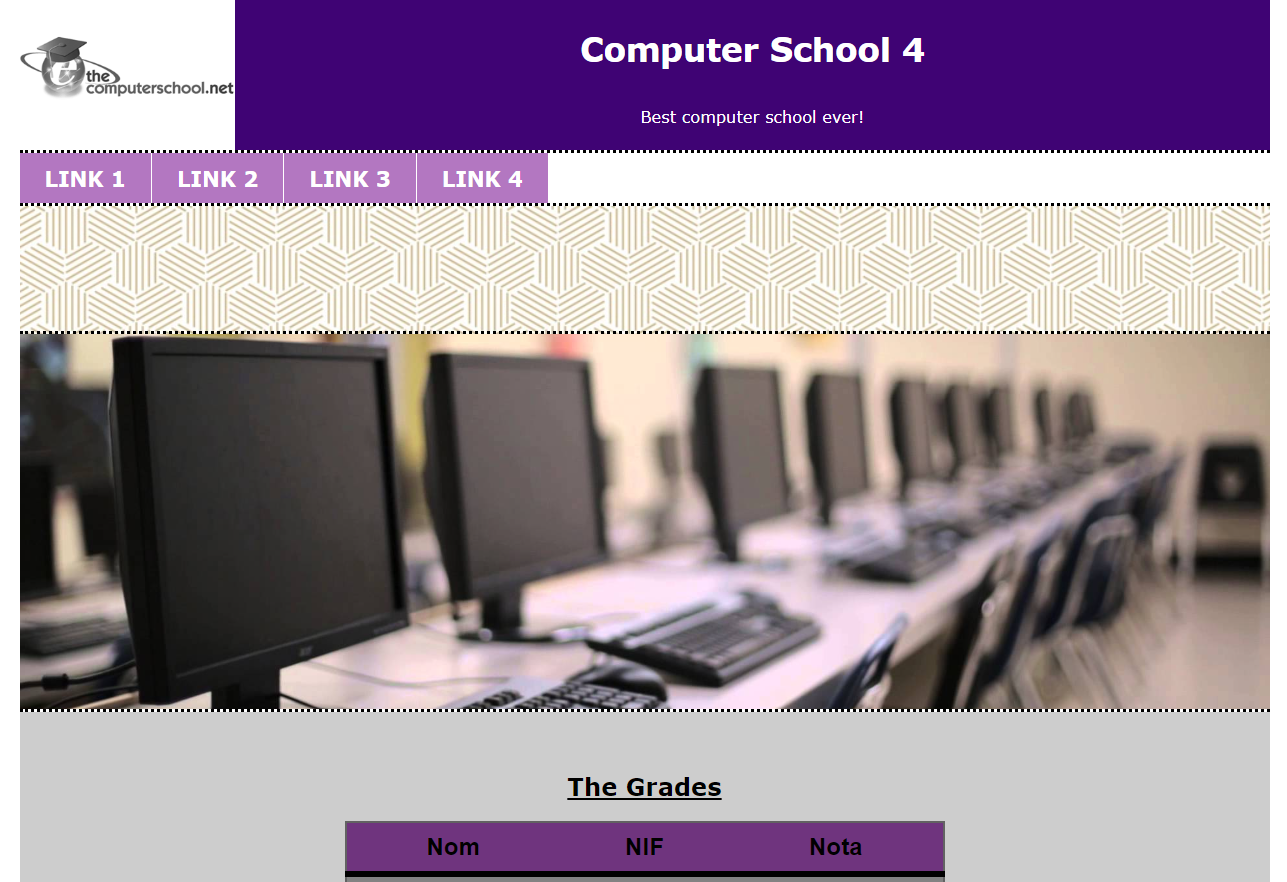 the
computerschool.net
Computer School 4
Best computer school ever!
LINK 1 LINK 2 LINK 3 LINK 4
The Grades
Nom NIF Nota